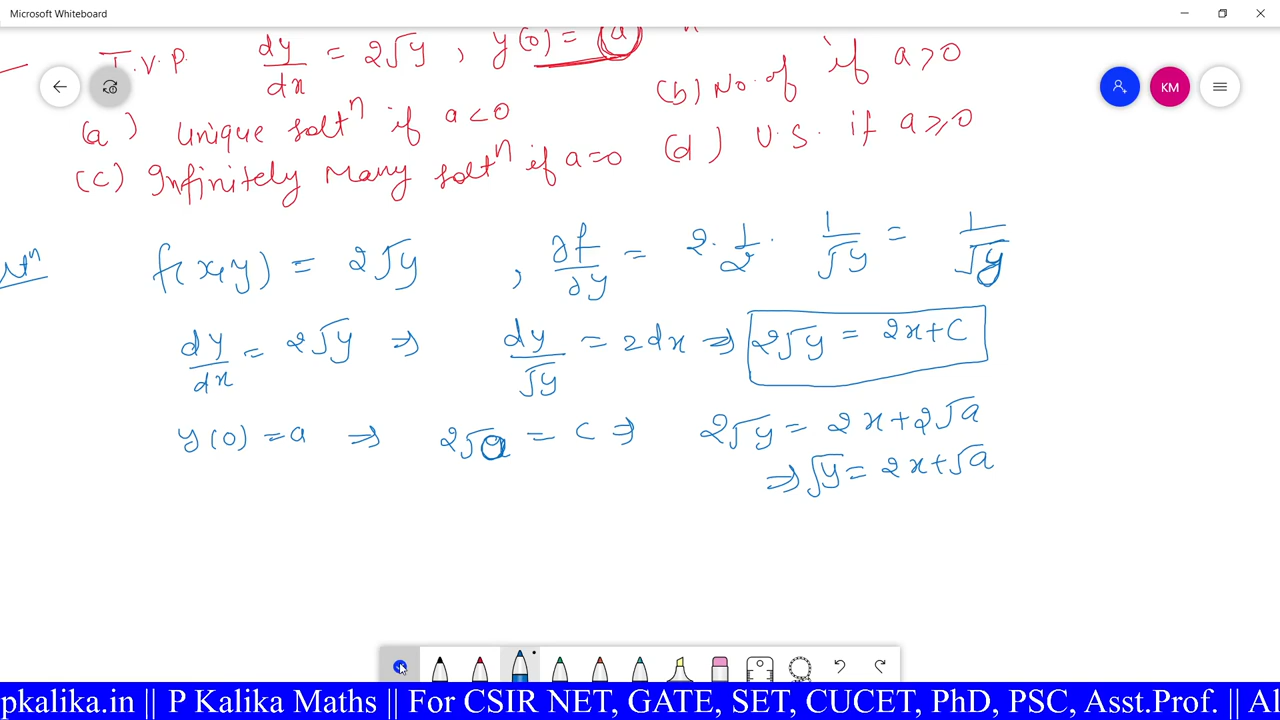 Microsoft Whiteboard
I.V.P. dy/dx = 2√y , y(0) = a
(a) Unique soltⁿ if a<0 (b) No. of if a>0
(c) Infinitely Many soltⁿ if a=0 (d) U.S. if a≥0
KM
f(x,y) = 2√y , ∂f/∂y = 2·1/2·1/√y = 1/√y
dy/dx = 2√y ⇒ dy/√y = 2dx ⇒ 2√y = 2x+C
y(0) = a ⇒ 2√a = C ⇒ 2√y = 2x+2√a
⇒ √y = 2x+√a
pkalika.in || P Kalika Maths || For CSIR NET, GATE, SET, CUCET, PhD, PSC, Asst.Prof. || Al